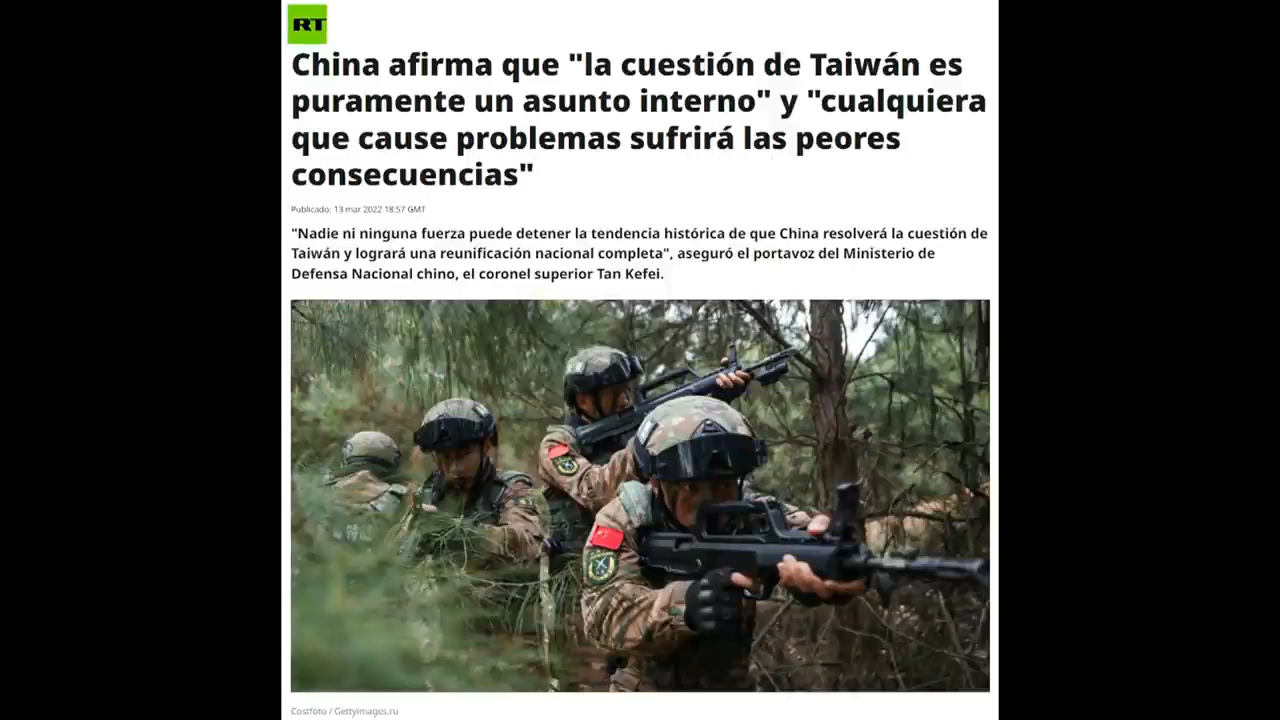 RT
China afirma que "la cuestión de Taiwán es
puramente un asunto interno" y "cualquiera
que cause problemas sufrirá las peores
consecuencias"
Publicado: 13 mar 2022 18:57 GMT
"Nadie ni ninguna fuerza puede detener la tendencia histórica de que China resolverá la cuestión de
Taiwán y logrará una reunificación nacional completa", aseguró el portavoz del Ministerio de
Defensa Nacional chino, el coronel superior Tan Kefei.
Costfoto / Gettyimages.ru